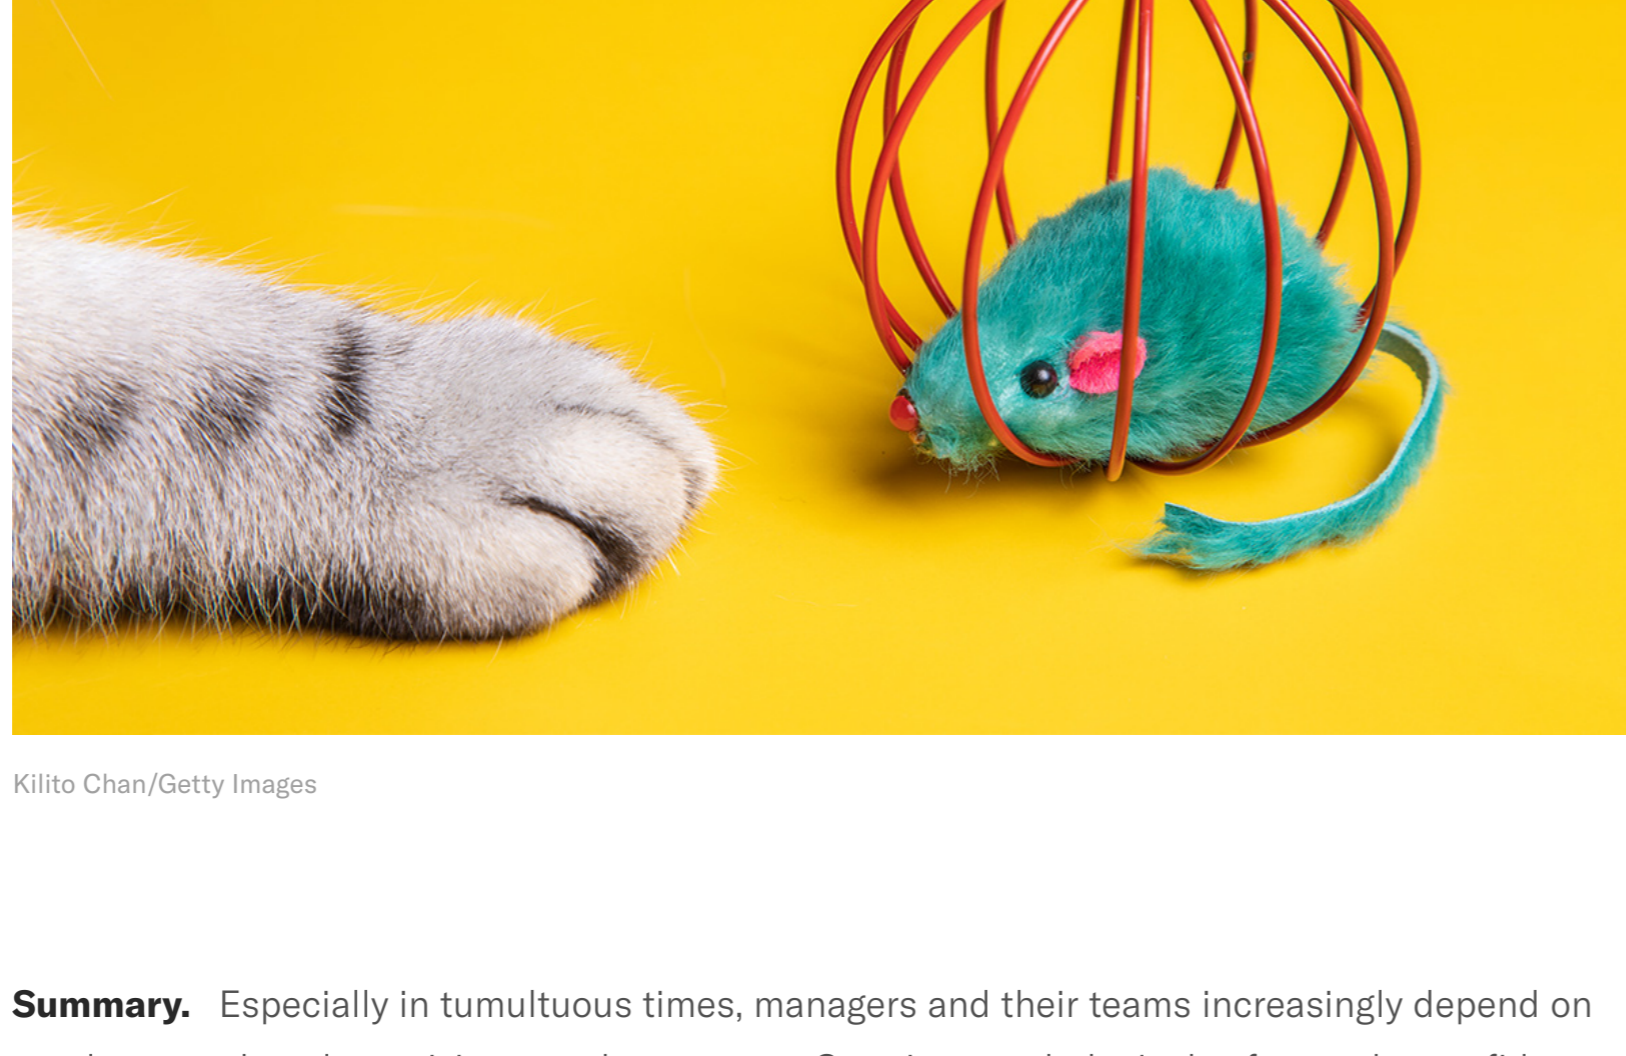 Kilito Chan/Getty Images
Summary. Especially in tumultuous times, managers and their teams increasingly depend on